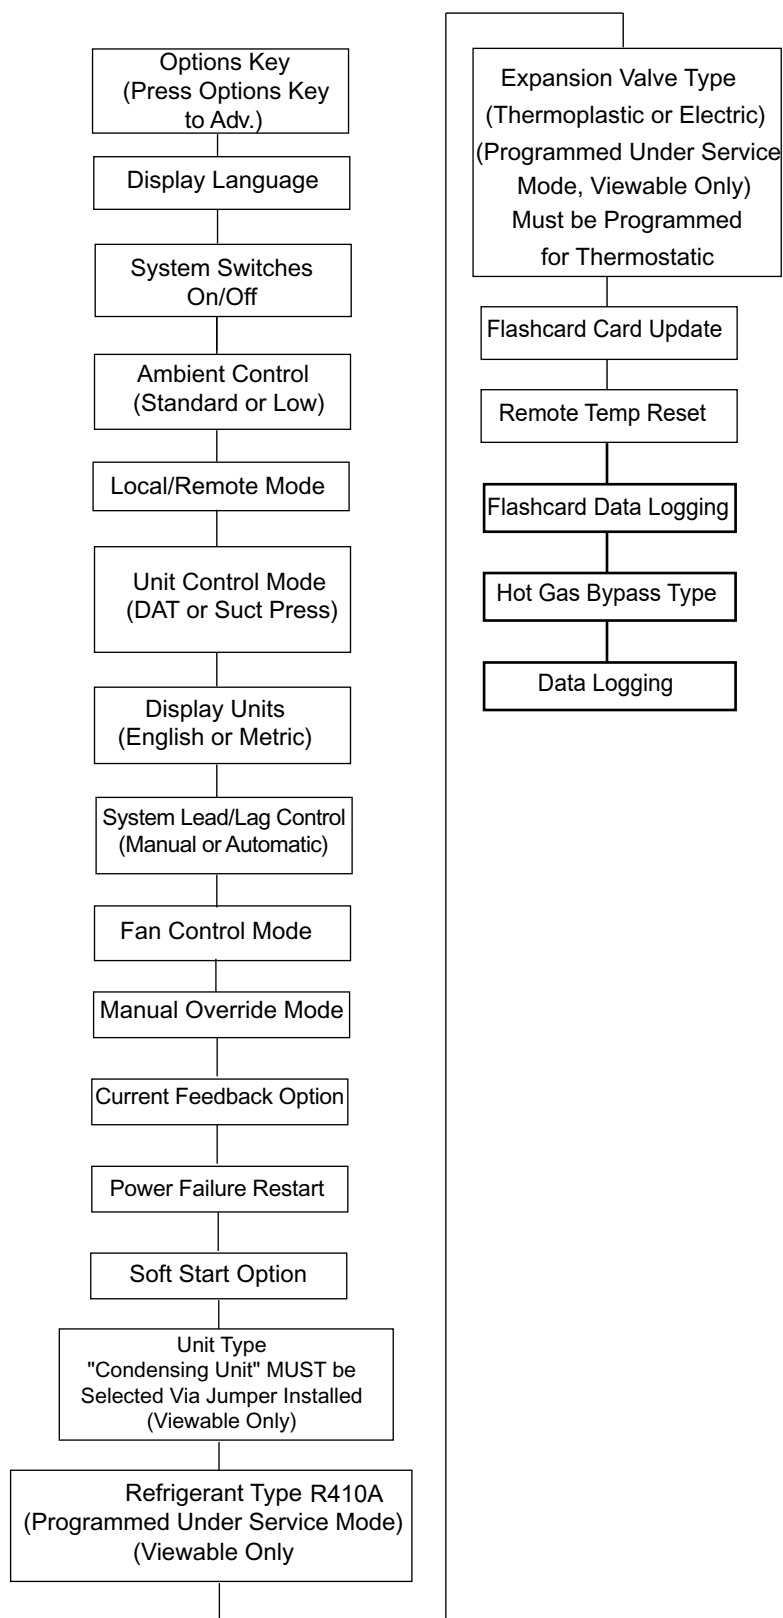 Options Key
(Press Options Key
to Adv.)
Display Language
System Switches
On/Off
Ambient Control
(Standard or Low)
Local/Remote Mode
Unit Control Mode
(DAT or Suct Press)
Display Units
(English or Metric)
System Lead/Lag Control
(Manual or Automatic)
Fan Control Mode
Manual Override Mode
Current Feedback Option
Power Failure Restart
Soft Start Option
Unit Type
"Condensing Unit" MUST be
Selected Via Jumper Installed
(Viewable Only)
Refrigerant Type R410A
(Programmed Under Service Mode)
(Viewable Only
Expansion Valve Type
(Thermoplastic or Electric)
(Programmed Under Service
Mode, Viewable Only)
Must be Programmed
for Thermostatic
Flashcard Card Update
Remote Temp Reset
Flashcard Data Logging
Hot Gas Bypass Type
Data Logging